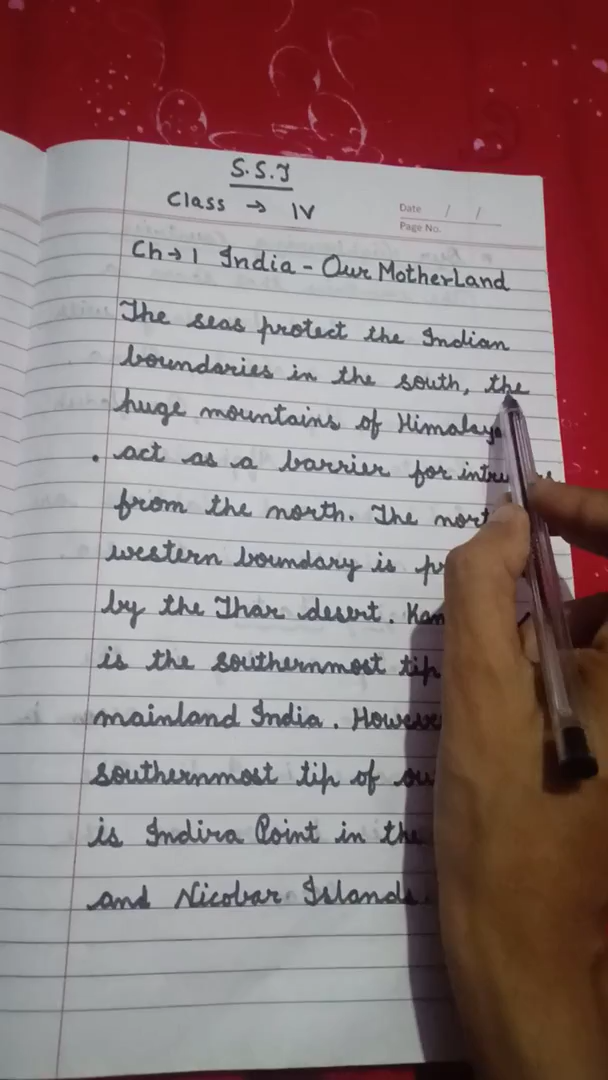 S.S.T
Class → IV
Date / /
Page No.
Ch → 1 India - Our MotherLand
The seas protect the Indian
boundaries in the south, the
huge mountains of
act as a barrier for
from the north. The
western boundary is
by the Thar desert.
is the southernmost tip
mainland India.
southernmost tip of
is Indira Point in the
and Nicobar Islands.